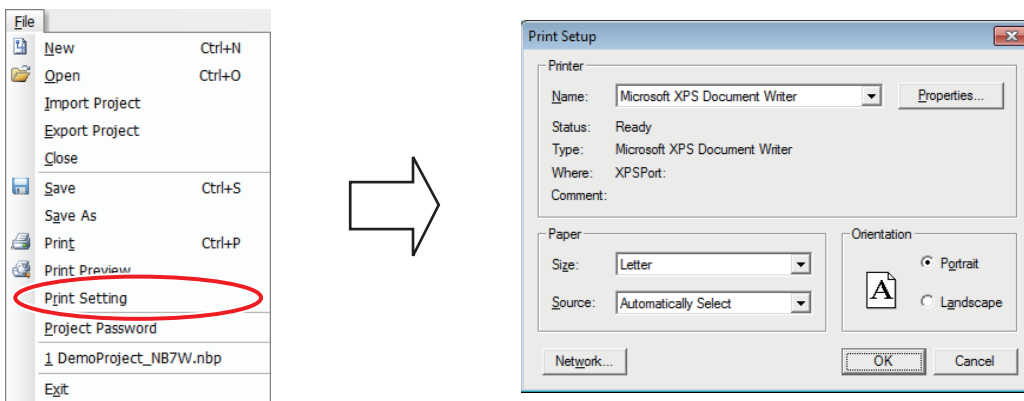 File
New Ctrl+N
Open Ctrl+O
Import Project
Export Project
Close
Save Ctrl+S
Save As
Print Ctrl+P
Print Preview
Print Setting
Project Password
1 DemoProject_NB7W.nbp
Exit
Print Setup
Printer
Name: Microsoft XPS Document Writer Properties...
Status: Ready
Type: Microsoft XPS Document Writer
Where: XPSPort:
Comment:
Paper
Size: Letter
Source: Automatically Select
Orientation
A
Portrait
Landscape
Network... OK Cancel